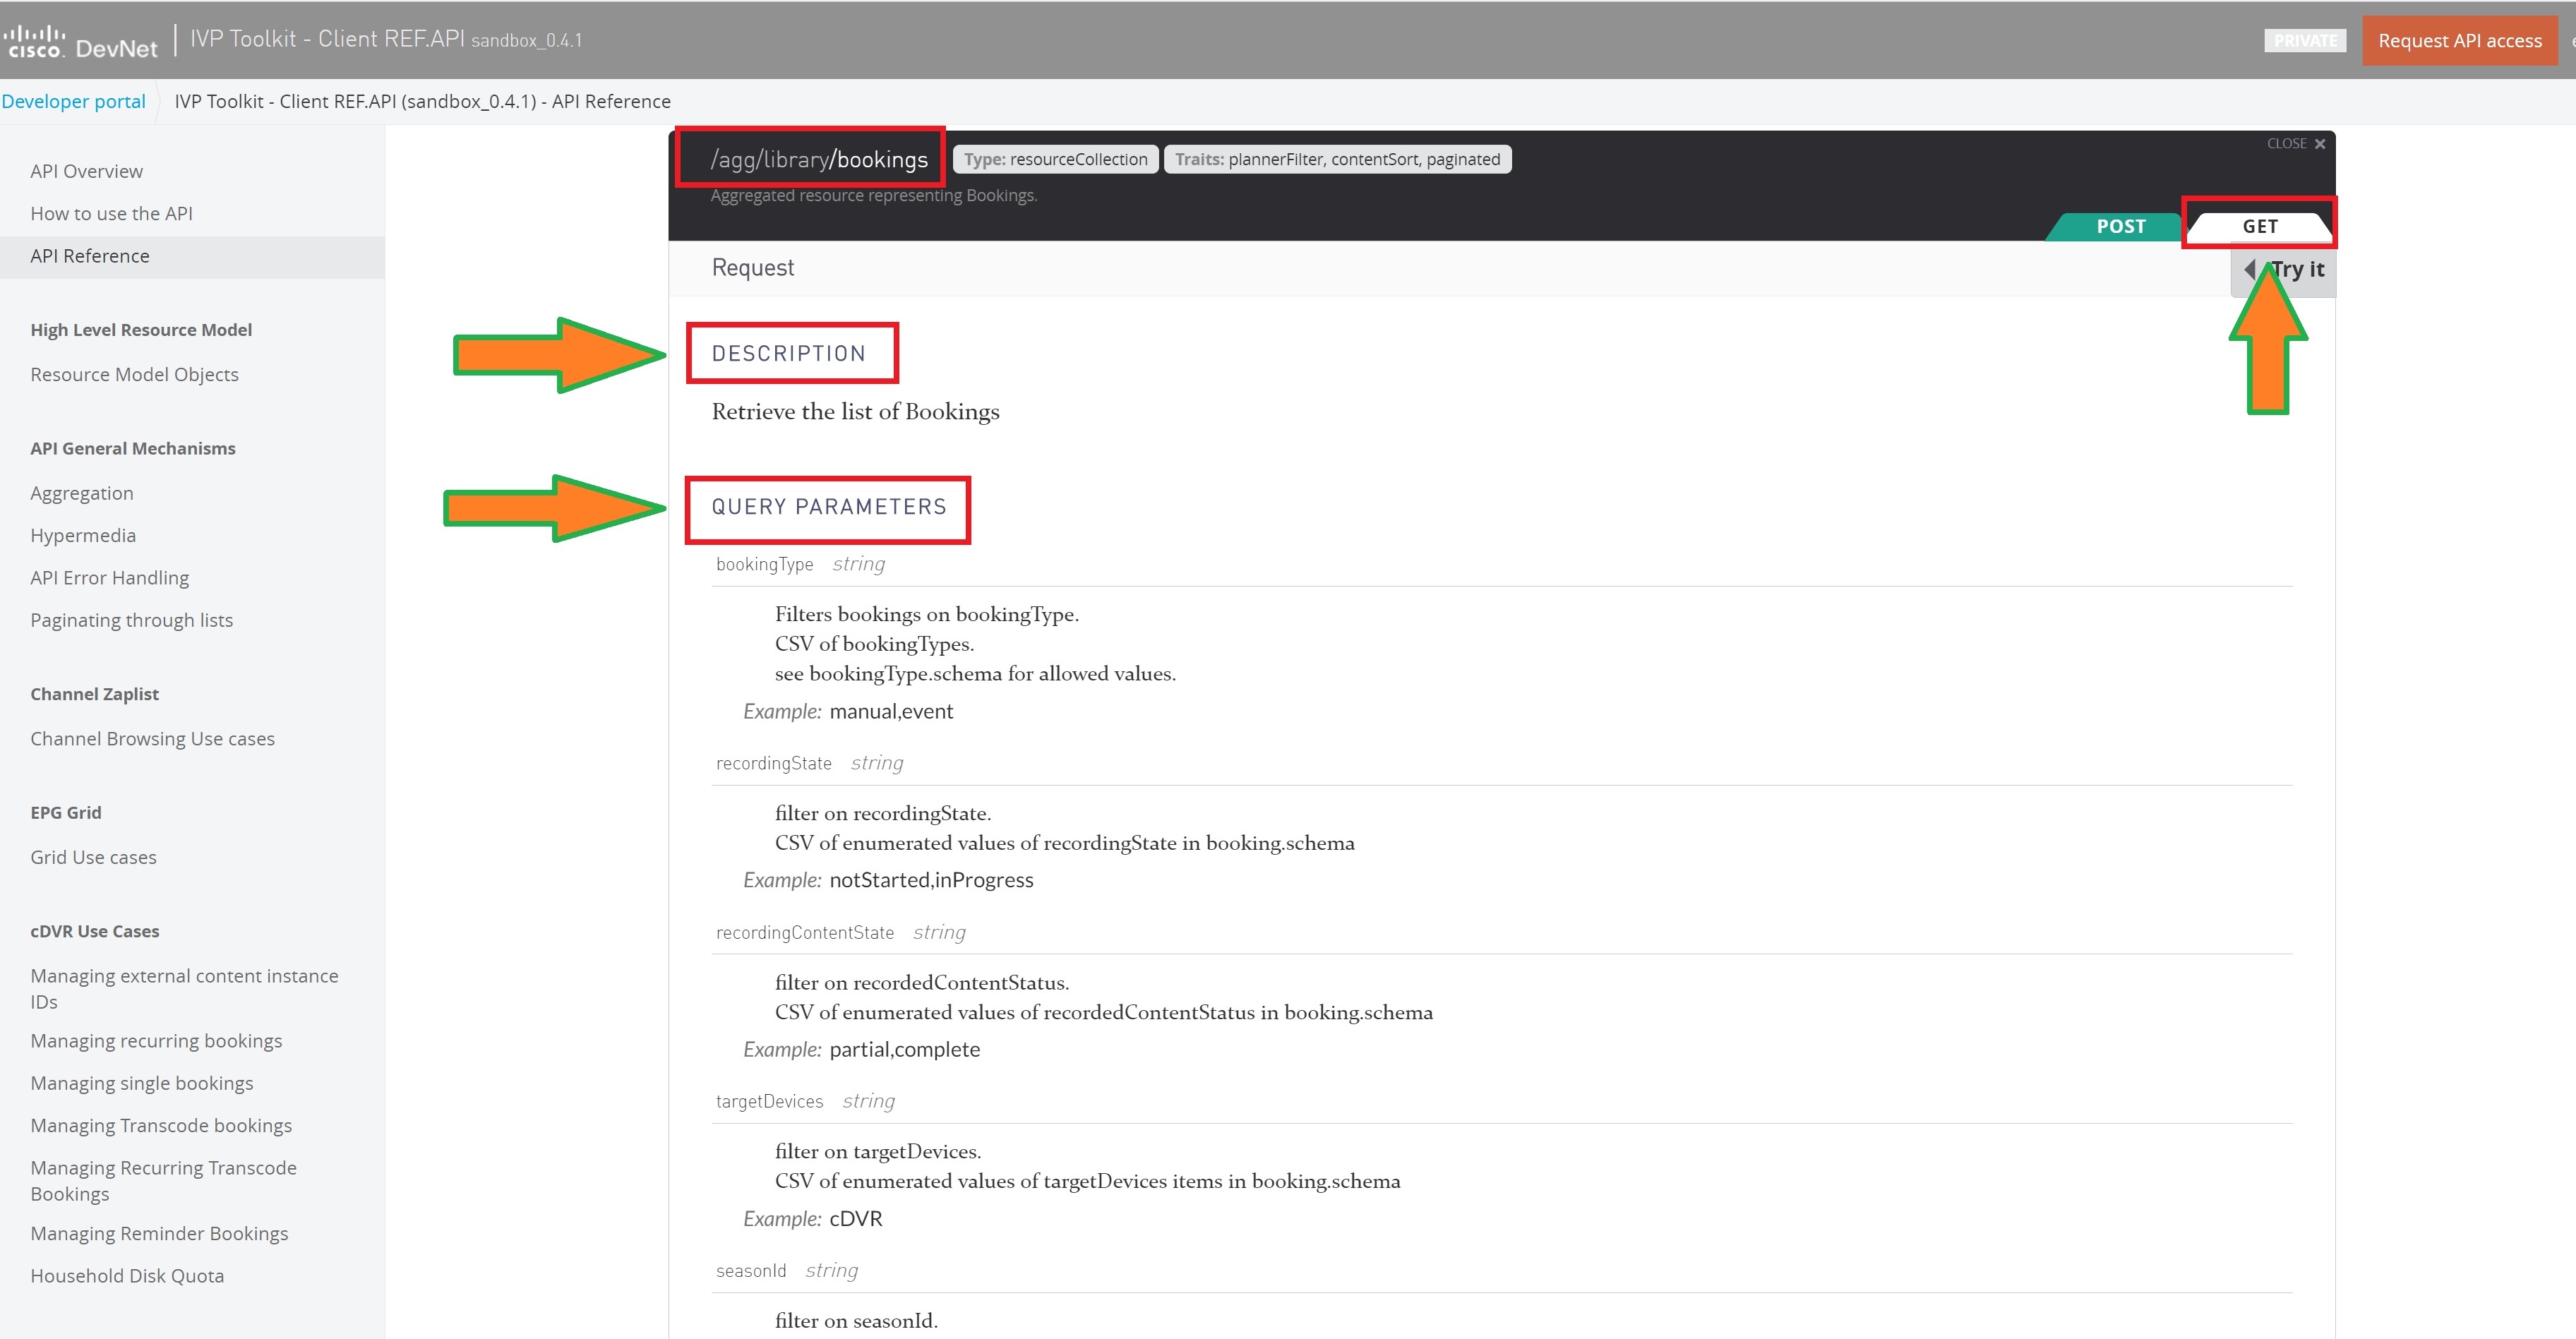 CISCO. DevNet IVP Toolkit - Client REF.API sandbox_0.4.1 PRIVATE Request API access
Developer portal IVP Toolkit - Client REF.API (sandbox_0.4.1) - API Reference
API Overview
How to use the API
API Reference
High Level Resource Model
Resource Model Objects
API General Mechanisms
Aggregation
Hypermedia
API Error Handling
Paginating through lists
Channel Zaplist
Channel Browsing Use cases
EPG Grid
Grid Use cases
cDVR Use Cases
Managing external content instance
IDs
Managing recurring bookings
Managing single bookings
Managing Transcode bookings
Managing Recurring Transcode
Bookings
Managing Reminder Bookings
Household Disk Quota
CLOSE ×
/agg/library/bookings Type: resourceCollection Traits: plannerFilter, contentSort, paginated
Aggregated resource representing Bookings.
POST GET
Request Try it
DESCRIPTION
Retrieve the list of Bookings
QUERY PARAMETERS
bookingType string
Filters bookings on bookingType.
CSV of bookingTypes.
see bookingType.schema for allowed values.
Example: manual,event
recordingState string
filter on recordingState.
CSV of enumerated values of recordingState in booking.schema
Example: notStarted,inProgress
recordingContentState string
filter on recordedContentStatus.
CSV of enumerated values of recordedContentStatus in booking.schema
Example: partial,complete
targetDevices string
filter on targetDevices.
CSV of enumerated values of targetDevices items in booking.schema
Example: cDVR
seasonId string
filter on seasonId.